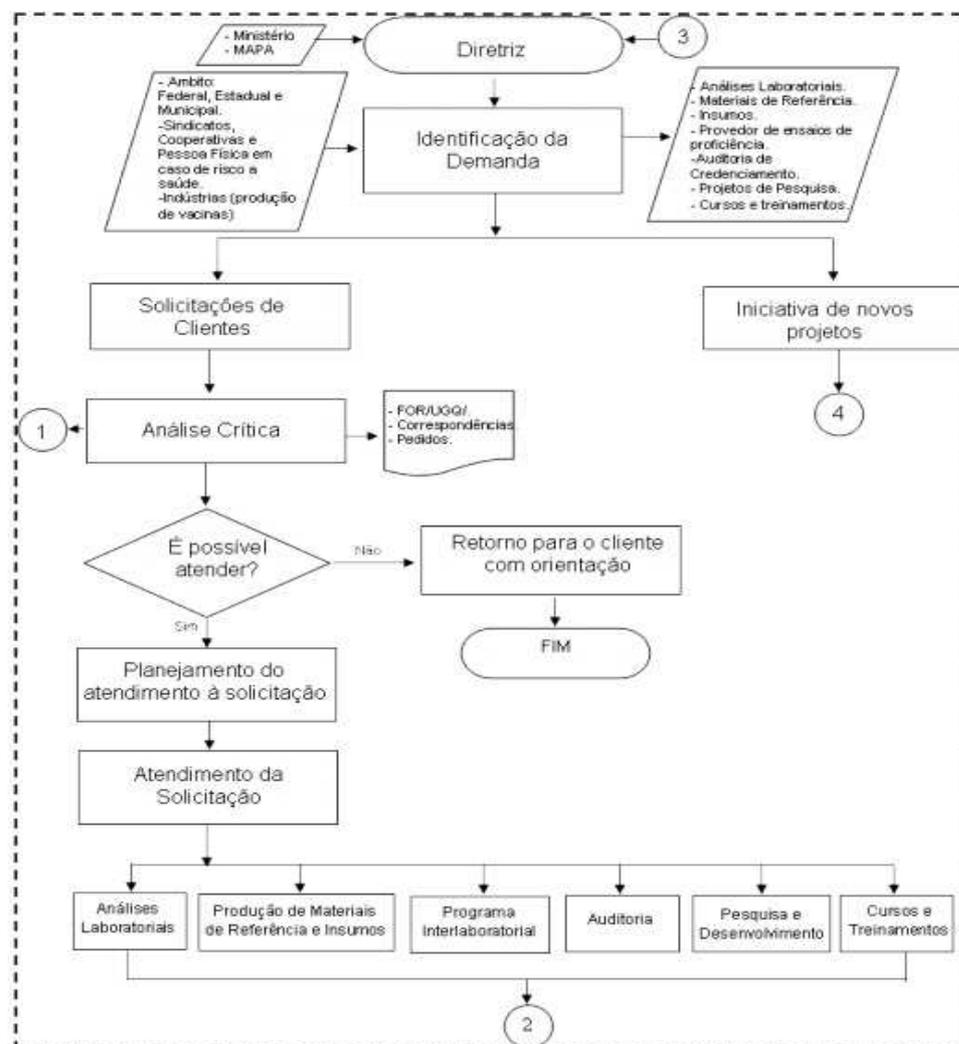 - Ministério
- MAPA
Diretriz
3
- Ambito:
Federal, Estadual e
Municipal.
-Sindicatos,
Cooperativas e
Pessoa Física em
caso de risco a
saúde.
-Indústrias (produção
de vacinas)
Identificação da
Demanda
- Análises Laboratoriais.
- Materiais de Referência.
- Insumos.
- Provedor de ensaios de
proficiência.
-Auditoria de
Credenciamento.
- Projetos de Pesquisa.
- Cursos e treinamentos.
Solicitações de
Clientes
Iniciativa de novos
projetos
1
Análise Crítica
- FOR/UGQ/.
- Correspondências
- Pedidos.
4
É possível
atender?
Não
Retorno para o cliente
com orientação
Sim
FIM
Planejamento do
atendimento à solicitação
Atendimento da
Solicitação
Análises
Laboratoriais
Produção de Materiais
de Referência e Insumos
Programa
Interlaboratorial
Auditoria
Pesquisa e
Desenvolvimento
Cursos e
Treinamentos
2